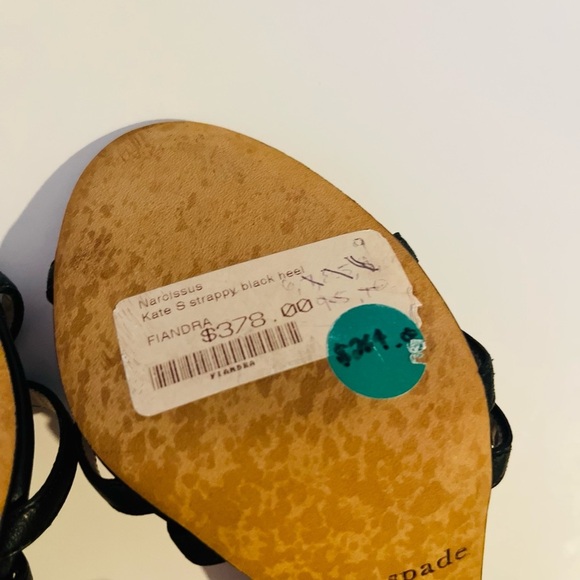 Narcissus
Kate S strappy black heel
FIANDRA
$378.00
FIANDRA
spade